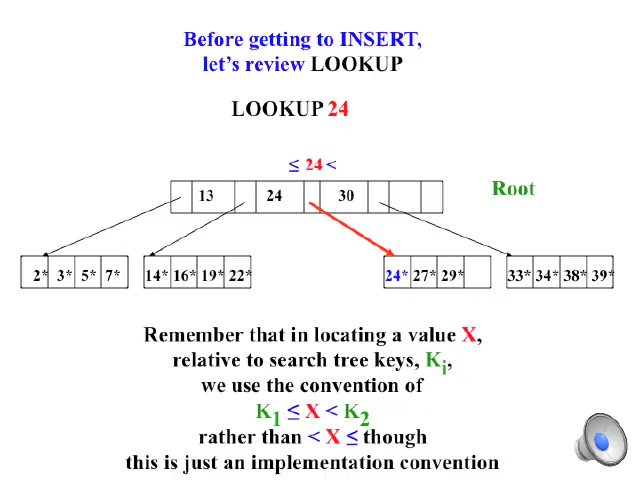 Before getting to INSERT,
let's review LOOKUP
LOOKUP 24
≤ 24 <
13 24 30
Root
2* 3* 5* 7* 14* 16* 19* 22* 24* 27* 29* 33* 34* 38* 39*
Remember that in locating a value X,
relative to search tree keys, Ki,
we use the convention of
K1 ≤ X < K2
rather than < X ≤ though
this is just an implementation convention